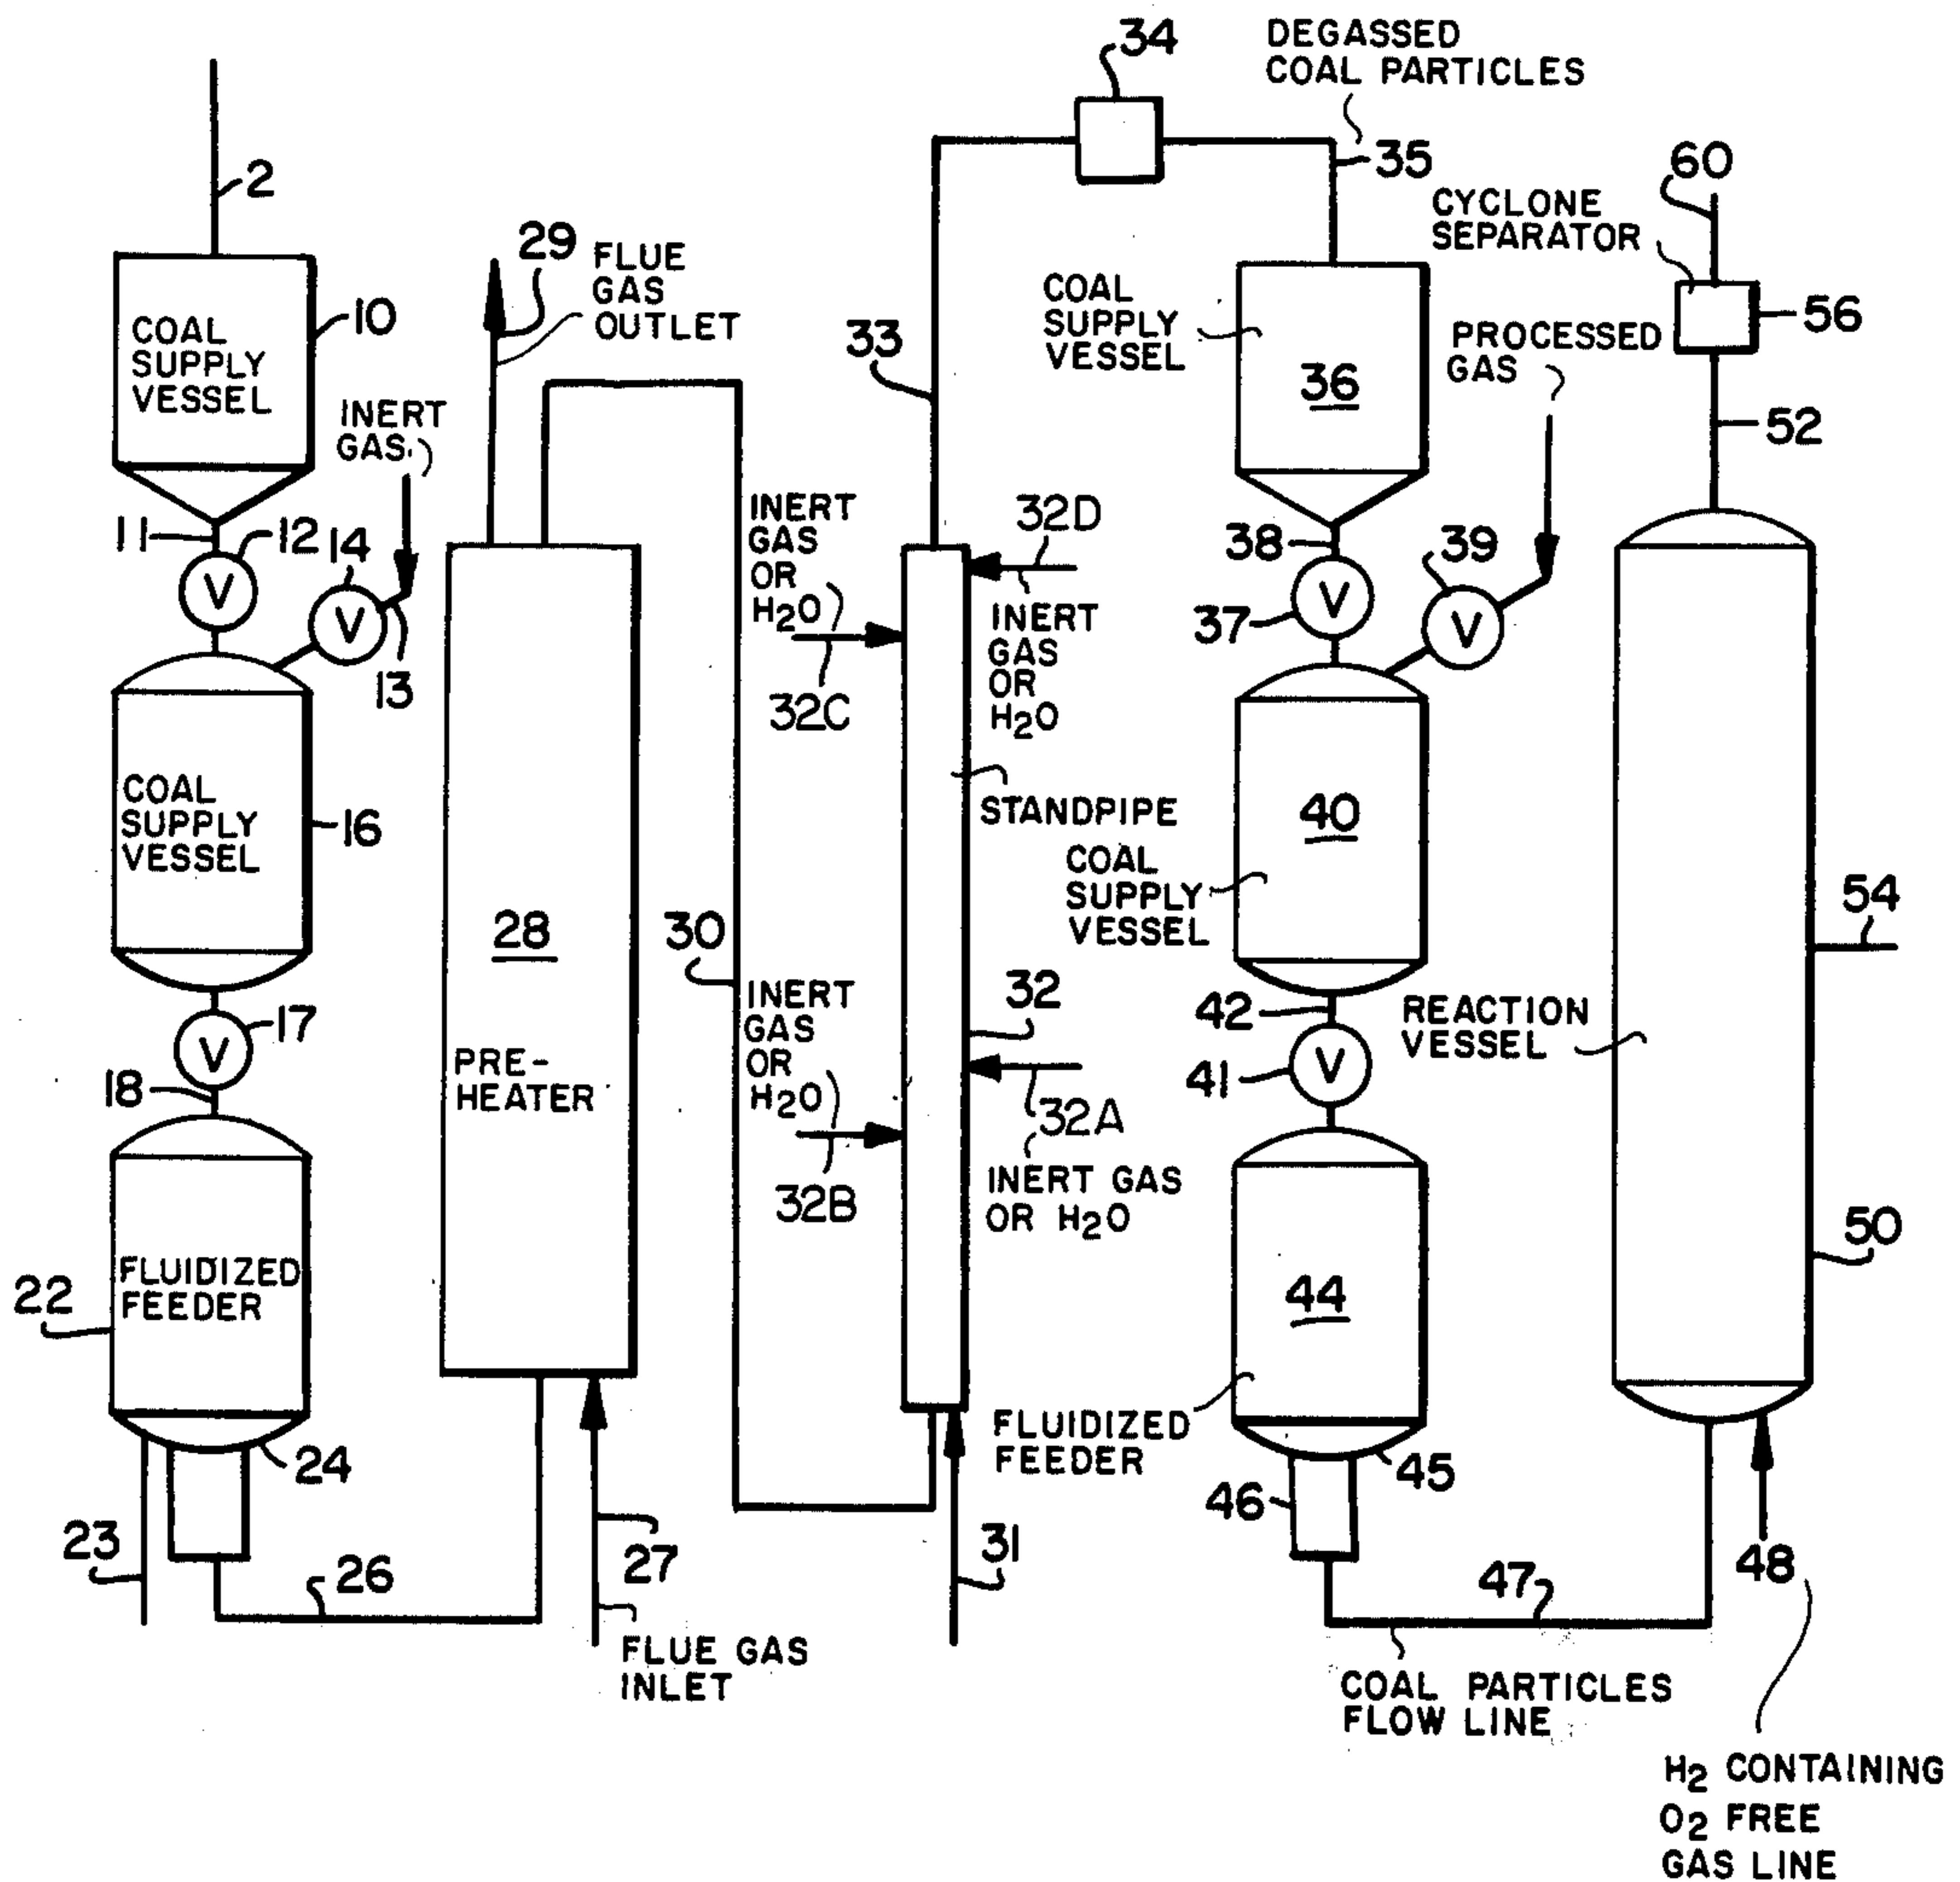 34
DEGASSED
COAL PARTICLES
2
35
60
CYCLONE
SEPARATOR
29
FLUE
GAS
OUTLET
10
COAL
SUPPLY
VESSEL
33
COAL
SUPPLY
VESSEL
36
PROCESSED
GAS
56
INERT
GAS
52
11
12
14
V
V
13
INERT
GAS
OR
H2O
32C
32D
INERT
GAS
OR
H2O
38
39
37
V
V
COAL
SUPPLY
VESSEL
16
STANDPIPE
40
COAL
SUPPLY
VESSEL
28
30
54
17
V
18
PRE-
HEATER
INERT
GAS
OR
H2O
32B
32
32A
INERT GAS
OR H2O
42
41
V
REACTION
VESSEL
50
FLUIDIZED
FEEDER
22
44
FLUIDIZED
FEEDER
24
45
46
23
26
27
31
47
48
FLUE GAS
INLET
COAL PARTICLES
FLOW LINE
H2 CONTAINING
O2 FREE
GAS LINE